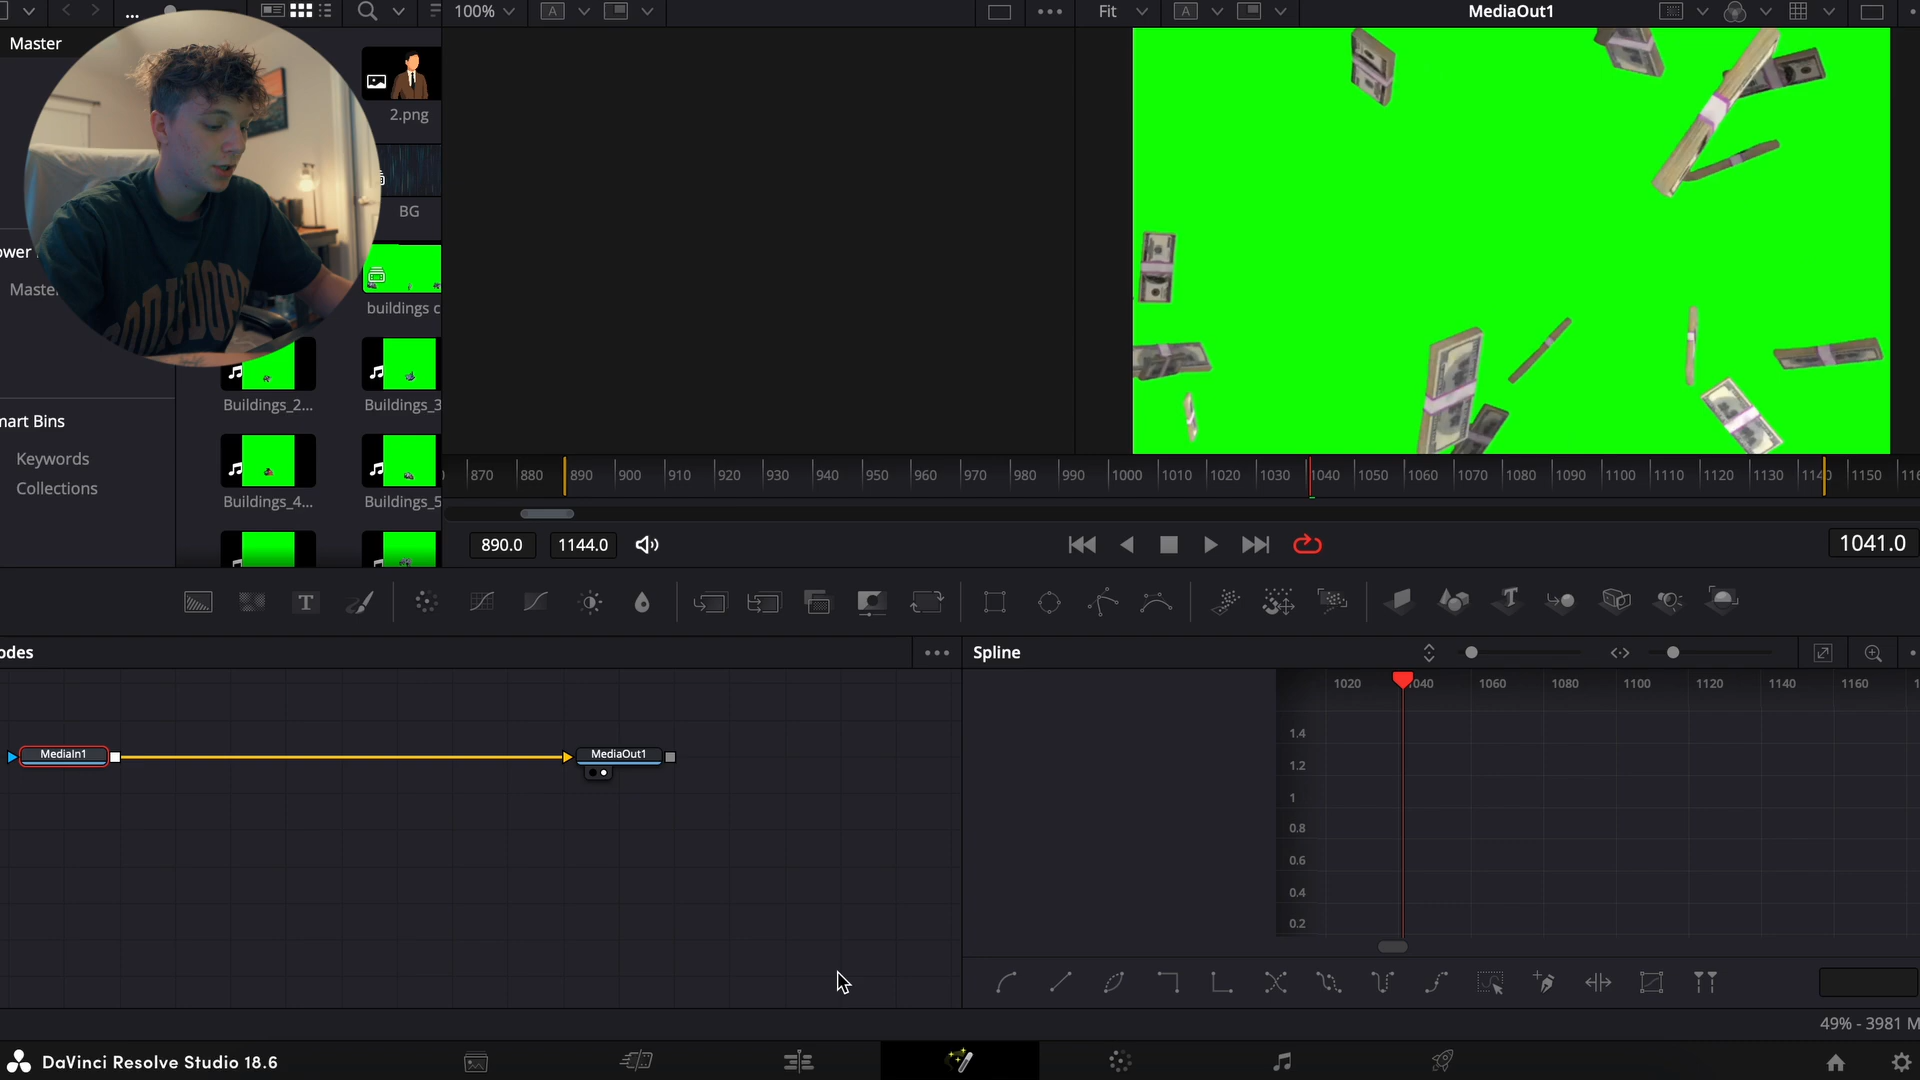 100%
Fit
MediaOut1
Master
2.png
BG
ower
Maste
buildings c
Buildings_2...
Buildings_3
mart Bins
Keywords
Collections
Buildings_4...
Buildings_5
870 880 890 900 910 920 930 940 950 960 970 980 990 1000 1010 1020 1030 1040 1050 1060 1070 1080 1090 1100 1110 1120 1130 1140 1150 116
890.0
1144.0
1041.0
odes
Spline
MediaIn1
MediaOut1
1020 1040 1060 1080 1100 1120 1140 1160
1.4
1.2
1
0.8
0.6
0.4
0.2
49% - 3981 M
DaVinci Resolve Studio 18.6